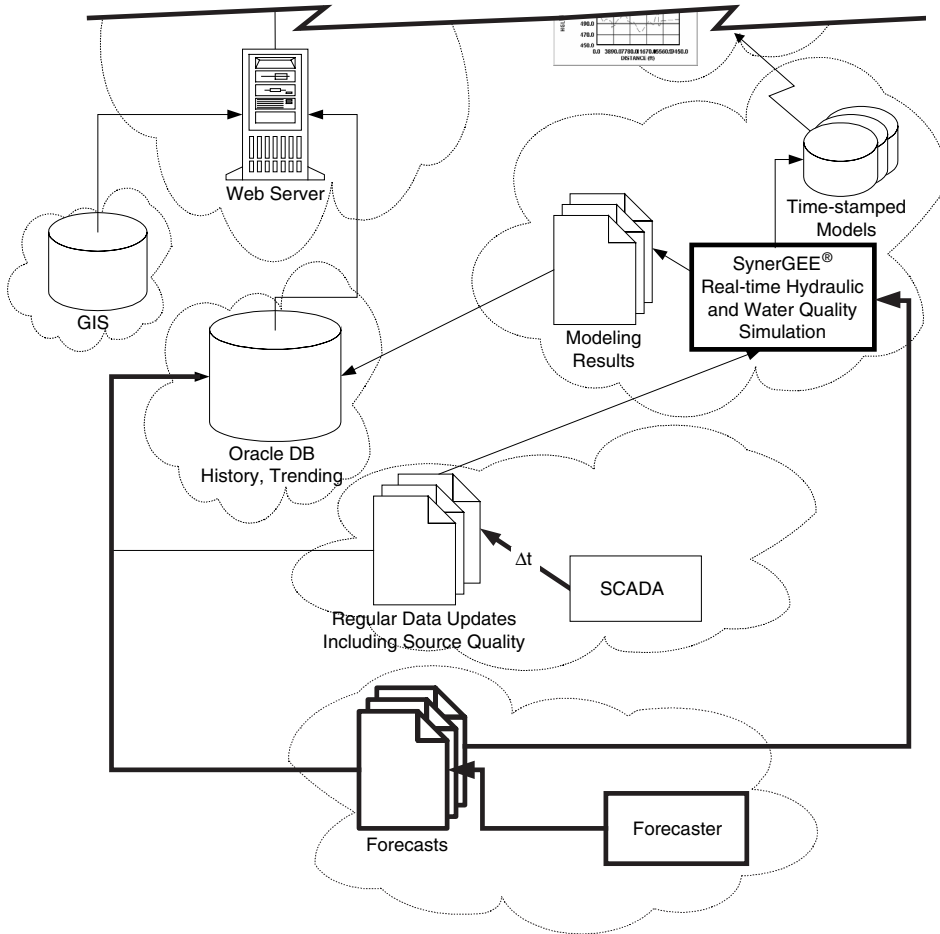 490.0
470.0
450.0
DISTANCE (ft)
Web Server
Time-stamped
Models
GIS
SynerGEE®
Real-time Hydraulic
and Water Quality
Simulation
Modeling
Results
Oracle DB
History, Trending
Δt
SCADA
Regular Data Updates
Including Source Quality
Forecasts
Forecaster